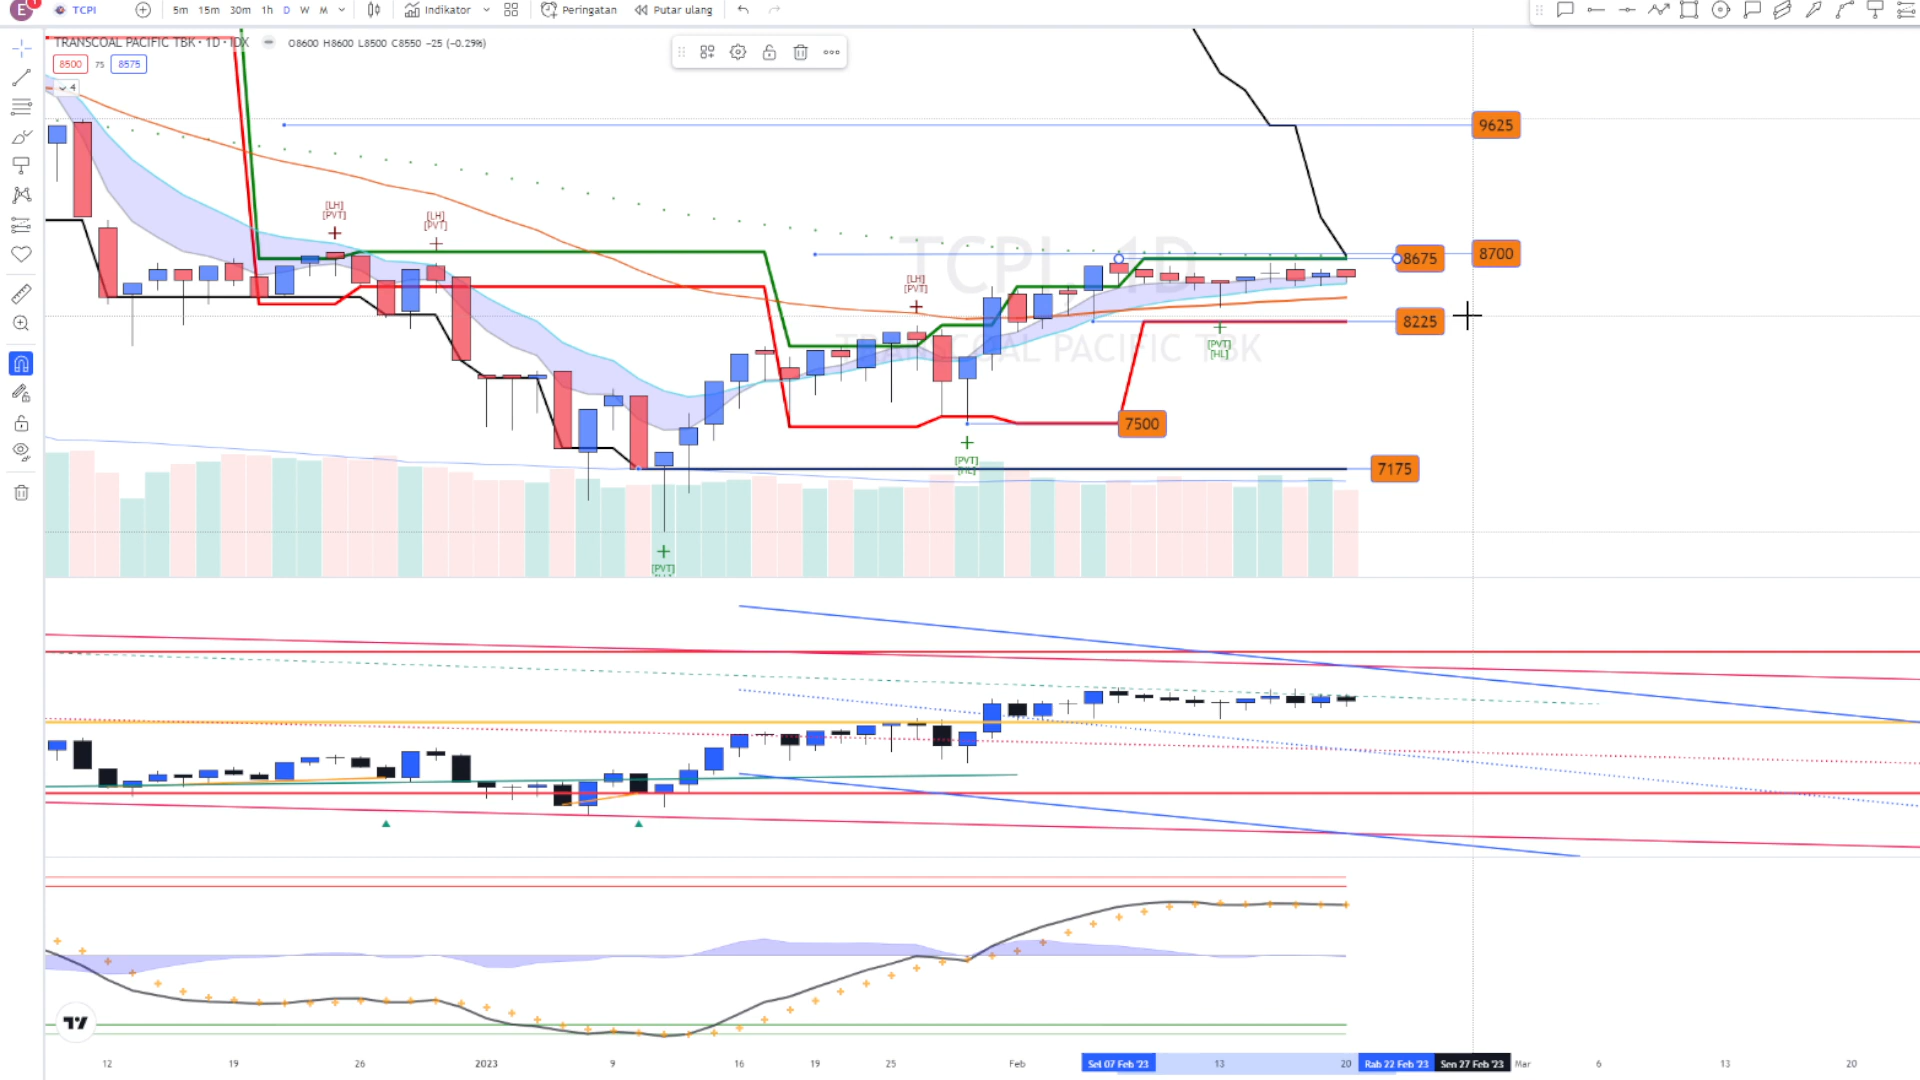 E 1 TCPI 5m 15m 30m 1h D W M Indikator Peringatan Putar ulang
TRANSCOAL PACIFIC TBK · 1D · IDX O8600 H8600 L8500 C8550 −25 (−0.29%)
8500 75 8575
4
TCPI, 1D
TRANSCOAL PACIFIC TBK
9625
[LH]
[PVT]
[LH]
[PVT]
8675
8700
[LH]
[PVT]
8225
[PVT]
[HL]
7500
[PVT]
[HL]
7175
[PVT]
12 19 26 2023 9 16 19 25 Feb Sel 07 Feb '23 13 20 Rab 22 Feb '23 Sen 27 Feb '23 Mar 6 13 20